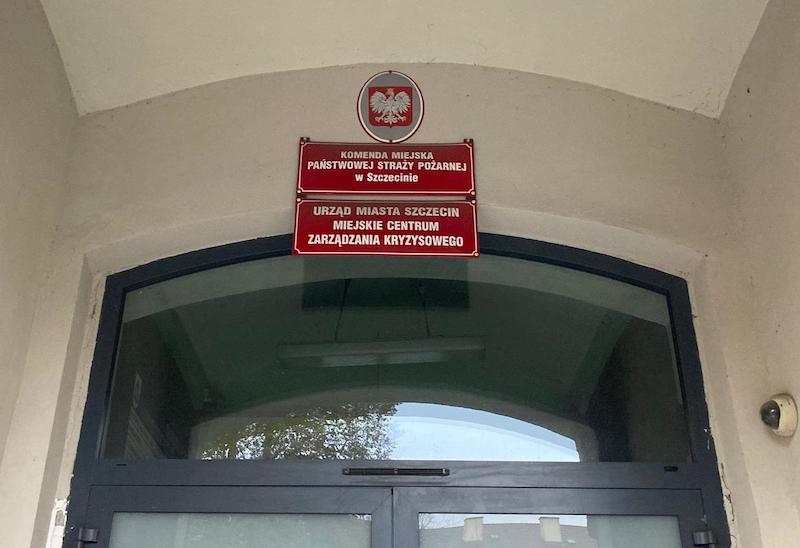 KOMENDA MIEJSKA
PAŃSTWOWEJ STRAŻY POŻARNEJ
w Szczecinie
URZĄD MIASTA SZCZECIN
MIEJSKIE CENTRUM
ZARZĄDZANIA KRYZYSOWEGO